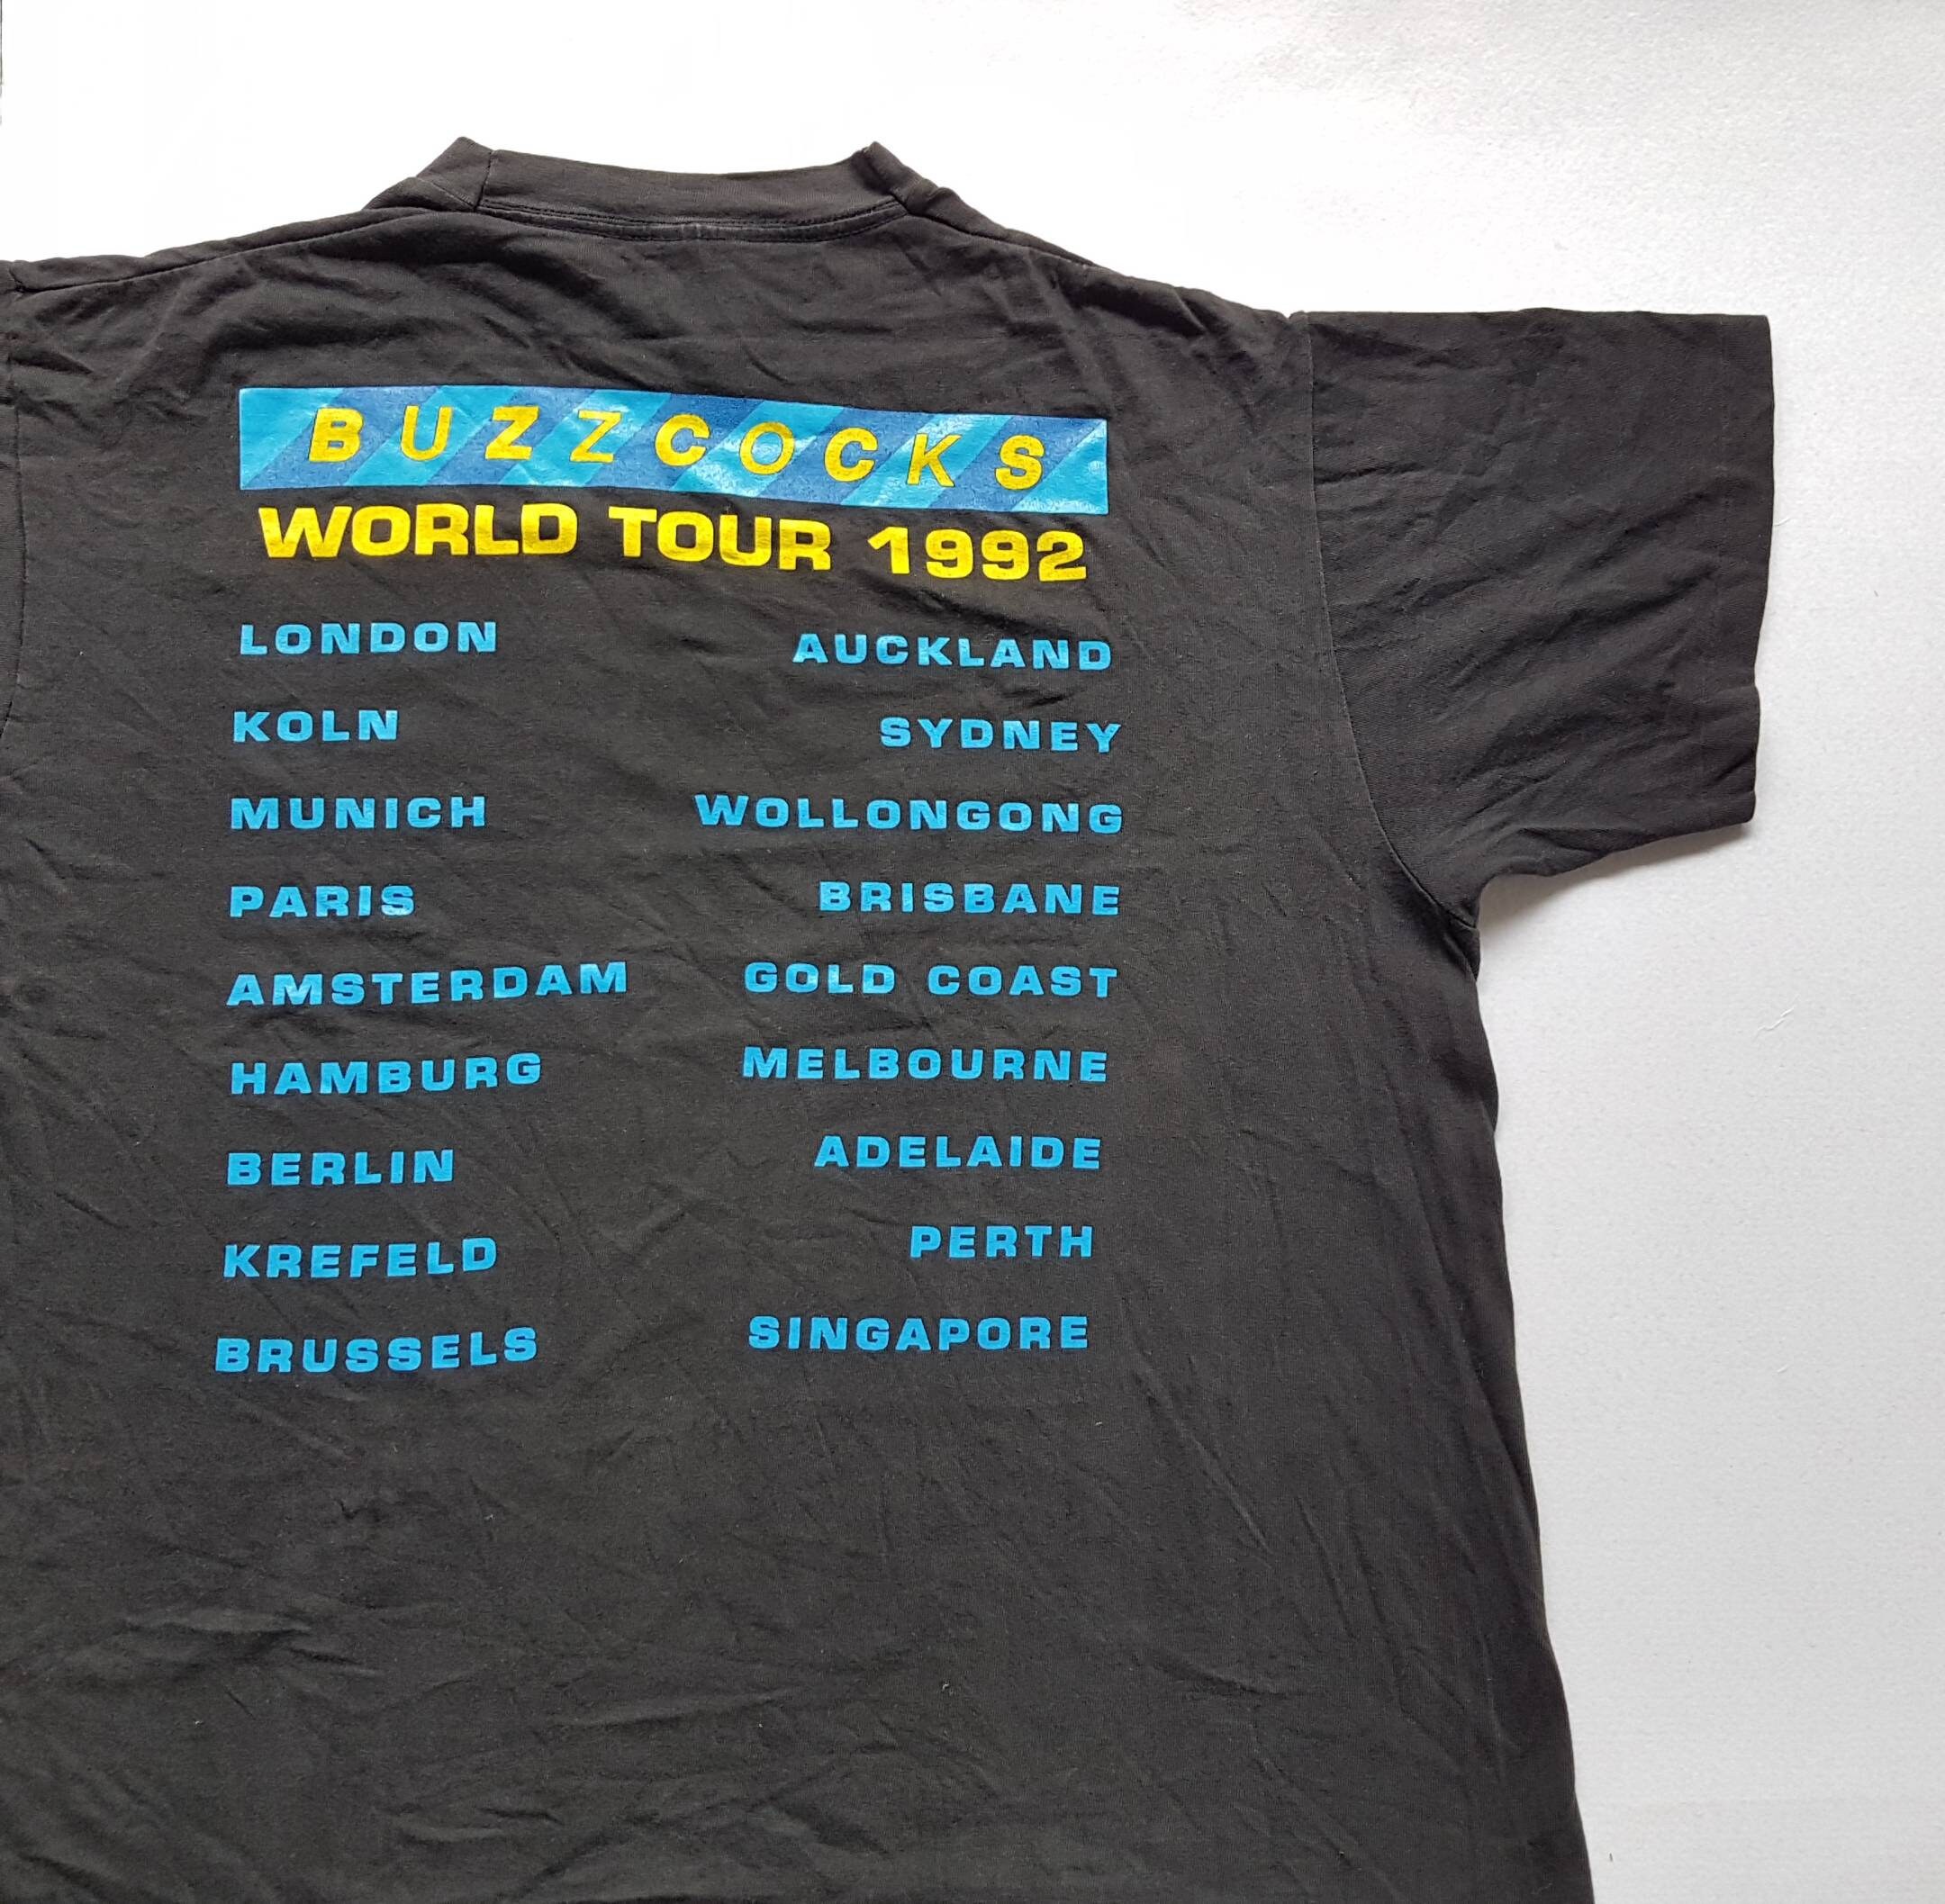 BUZZCOCKS
WORLD TOUR 1992
LONDON
KOLN
MUNICH
PARIS
AMSTERDAM
HAMBURG
BERLIN
KREFELD
BRUSSELS
AUCKLAND
SYDNEY
WOLLONGONG
BRISBANE
GOLD COAST
MELBOURNE
ADELAIDE
PERTH
SINGAPORE